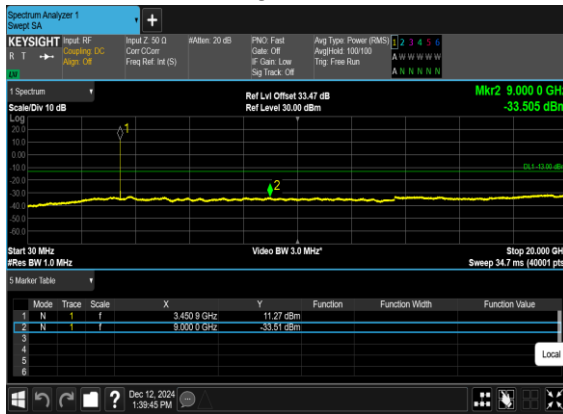 Spectrum Analyzer 1
Swept SA
KEYSIGHT
R T
Input: RF
Coupling: DC
Align: Off
Input Z: 50 Ω
Corr CCorr
Freq Ref: Int (S)
#Atten: 20 dB
PNO: Fast
Gate: Off
IF Gain: Low
Sig Track: Off
Avg Type: Power (RMS)
Avg|Hold: 100/100
Trig: Free Run
1 2 3 4 5 6
A W W W W W
A N N N N N
1 Spectrum
Scale/Div 10 dB
Ref Lvl Offset 33.47 dB
Ref Level 30.00 dBm
Mkr2 9.000 0 GHz
-33.505 dBm
Log
20.0
10.0
0.00
-10.0
-20.0
-30.0
-40.0
-50.0
-60.0
1
2
DL1 -13.00 dBm
Start 30 MHz
#Res BW 1.0 MHz
Video BW 3.0 MHz*
Stop 20.000 GHz
Sweep 34.7 ms (40001 pts)
5 Marker Table
Mode Trace Scale X Y Function Function Width Function Value
1 N 1 f 3.450 9 GHz 11.27 dBm
2 N 1 f 9.000 0 GHz -33.51 dBm
3
4
5
6
Local
?
Dec 12, 2024
1:39:45 PM